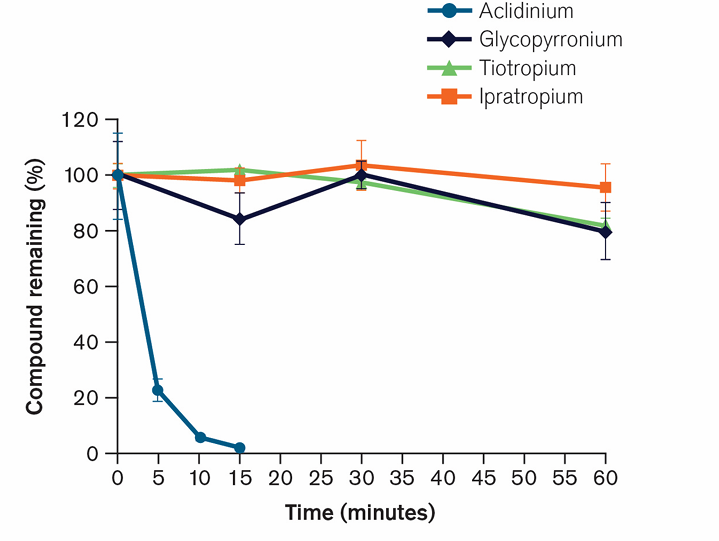 Aclidinium
Glycopyrronium
Tiotropium
Ipratropium
120
100
80
60
40
20
0
Compound remaining (%)
0 5 10 15 20 25 30 35 40 45 50 55 60
Time (minutes)